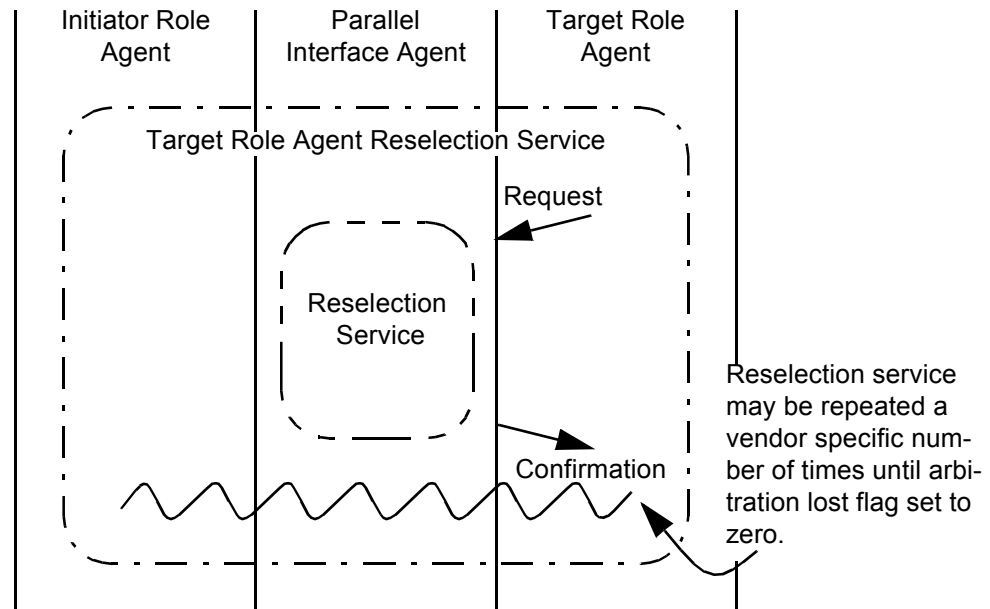 Initiator Role
Agent
Parallel
Interface Agent
Target Role
Agent
Target Role Agent Reselection Service
Request
Reselection
Service
Confirmation
Reselection service
may be repeated a
vendor specific num-
ber of times until arbi-
tration lost flag set to
zero.